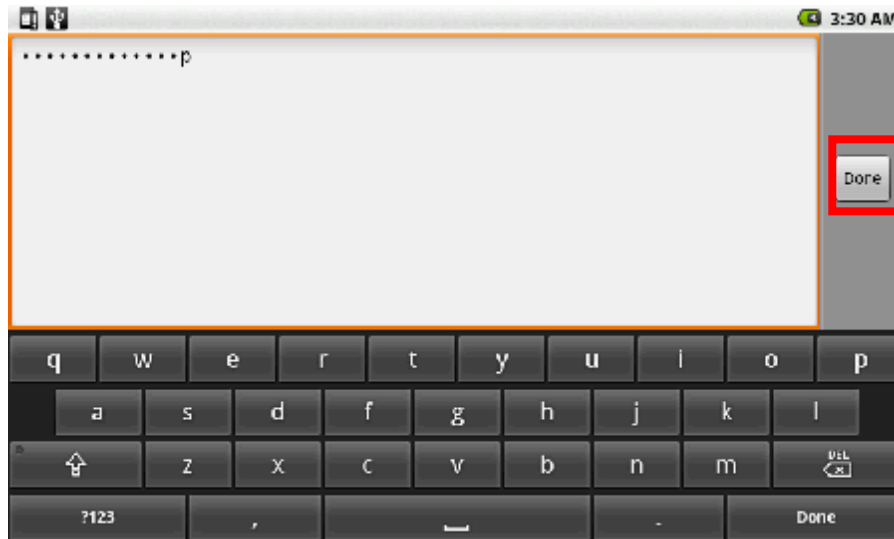 3:30 AM
•••••••••••••p
Done
q w e r t y u i o p
a s d f g h j k l
DEL
z x c v b n m
?123 , . Done